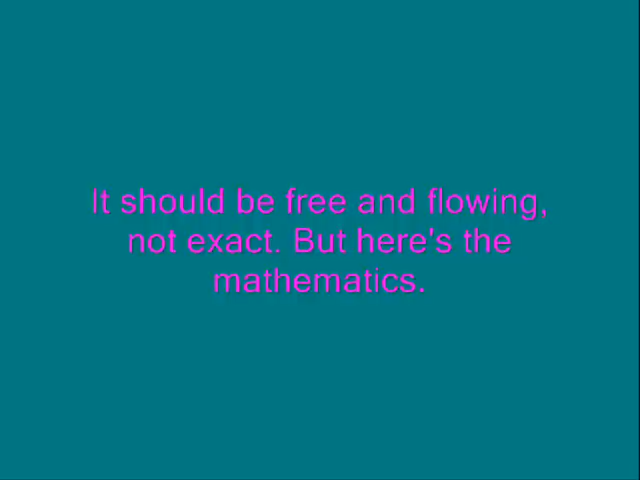 It should be free and flowing,
not exact. But here's the
mathematics.